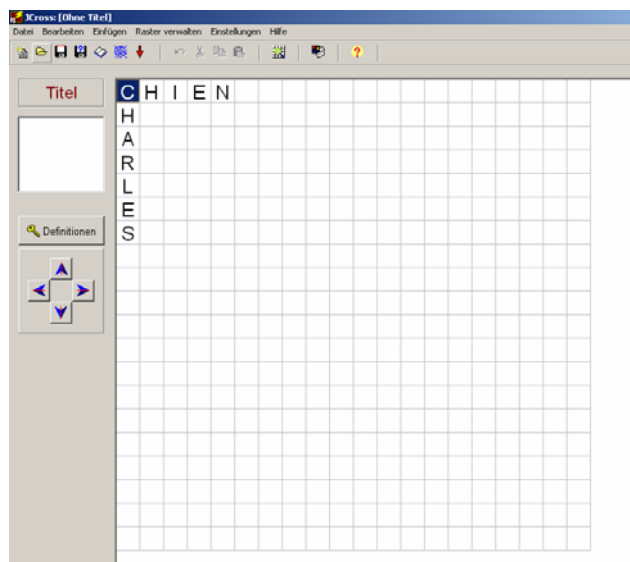 JCross: [Ohne Titel]
Datei Bearbeiten Einfügen Raster verwalten Einstellungen Hilfe
Titel
C H I E N
H
A
R
L
E
S
Definitionen